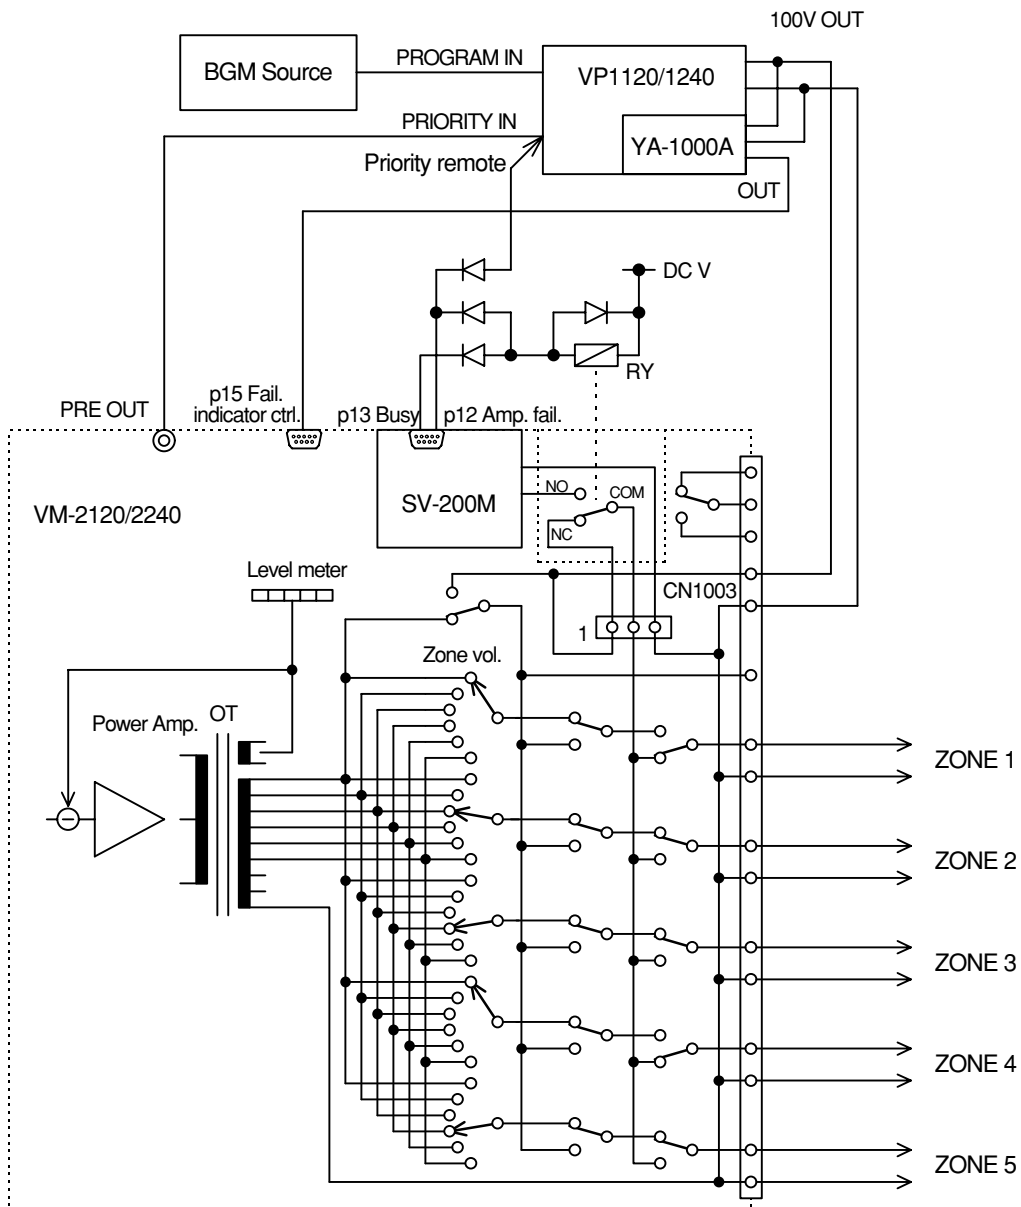 100V OUT
BGM Source
PROGRAM IN
VP1120/1240
PRIORITY IN
YA-1000A
Priority remote
OUT
DC V
RY
p15 Fail.
indicator ctrl.
PRE OUT
p13 Busy
p12 Amp. fail.
VM-2120/2240
SV-200M
NO
COM
NC
Level meter
CN1003
1
Zone vol.
Power Amp.
OT
ZONE 1
ZONE 2
ZONE 3
ZONE 4
ZONE 5